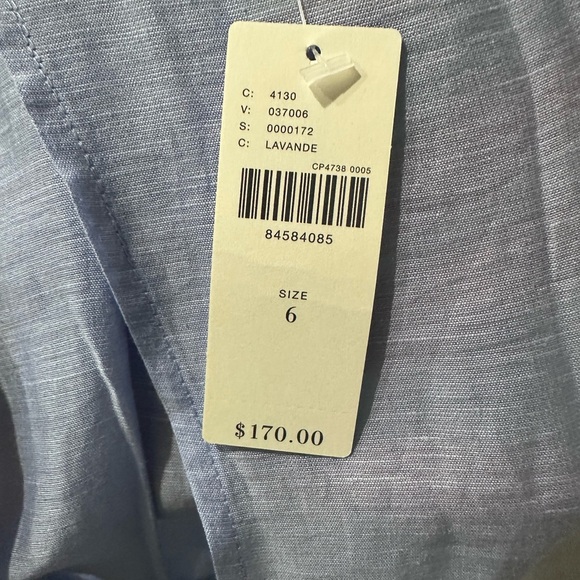 C: 4130
V: 037006
S: 0000172
C: LAVANDE
CP4738 0005
84584085
SIZE
6
$170.00